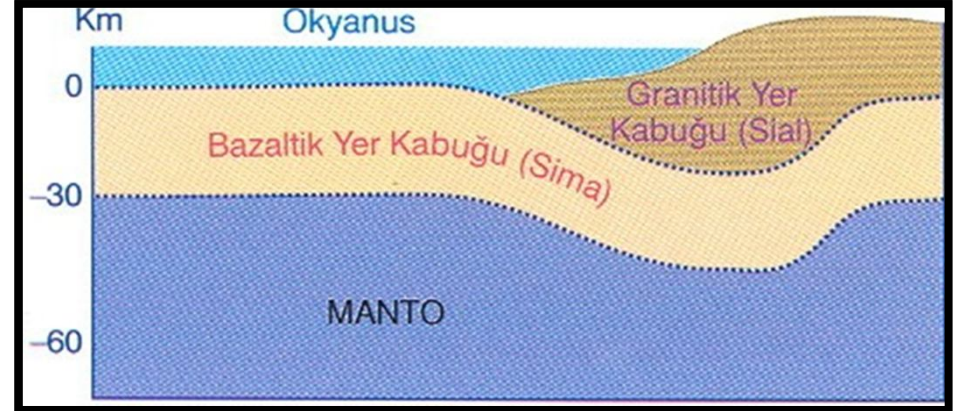 Km
Okyanus
0
Granitik Yer
Kabuğu (Sial)
Bazaltik Yer Kabuğu (Sima)
–30
MANTO
–60